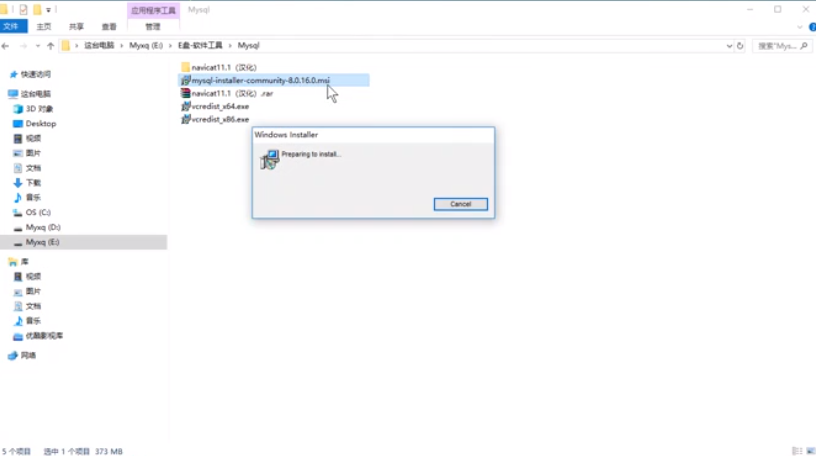 应用程序工具 Mysql
文件 主页 共享 查看 管理
这台电脑 Myxq (E:) E盘-软件工具 Mysql 搜索"Mys...
快速访问
这台电脑
3D 对象
Desktop
视频
图片
文档
下载
音乐
OS (C:)
Myxq (D:)
Myxq (E:)
库
视频
图片
文档
音乐
优酷影视库
网络
navicat11.1（汉化）
mysql-installer-community-8.0.16.0.msi
navicat11.1（汉化）.rar
vcredist_x64.exe
vcredist_x86.exe
Windows Installer
Preparing to install...
Cancel
5 个项目 选中 1 个项目 373 MB